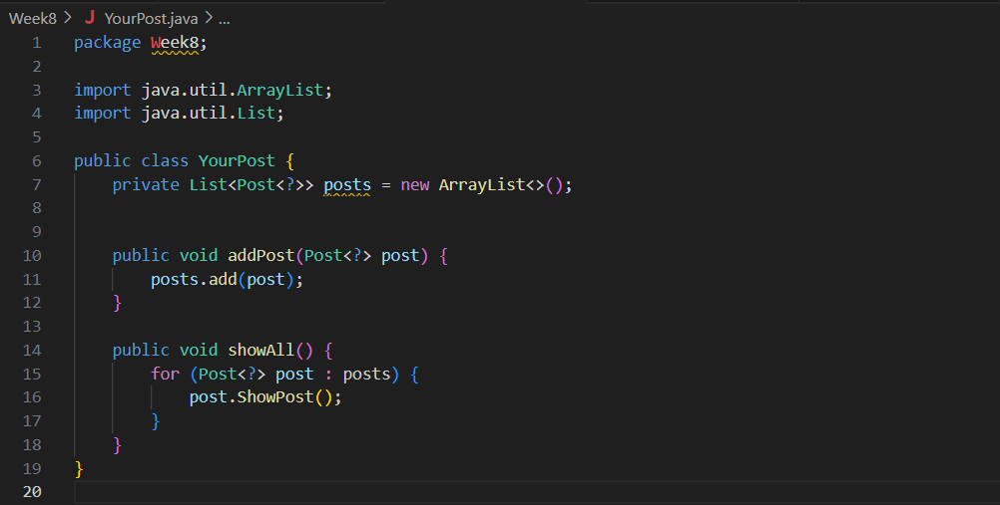 Week8 > J YourPost.java > ...
1 package Week8;
2
3 import java.util.ArrayList;
4 import java.util.List;
5
6 public class YourPost {
7     private List<Post<?>> posts = new ArrayList<>();
8
9
10     public void addPost(Post<?> post) {
11         posts.add(post);
12     }
13
14     public void showAll() {
15         for (Post<?> post : posts) {
16             post.ShowPost();
17         }
18     }
19 }
20